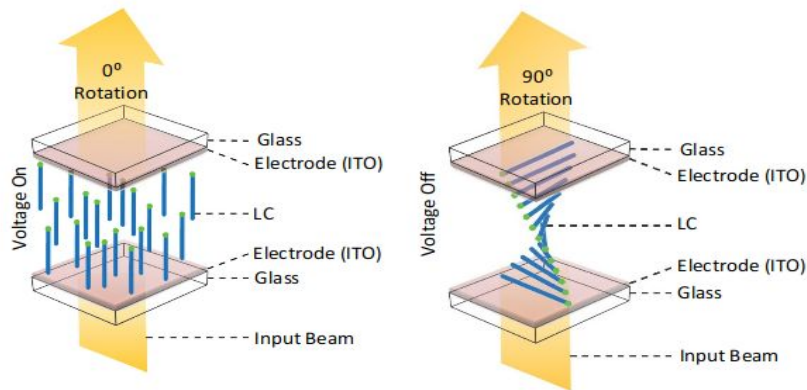 0º
Rotation
Glass
Electrode (ITO)
Voltage On
LC
Electrode (ITO)
Glass
Input Beam
90º
Rotation
Glass
Electrode (ITO)
Voltage Off
LC
Electrode (ITO)
Glass
Input Beam